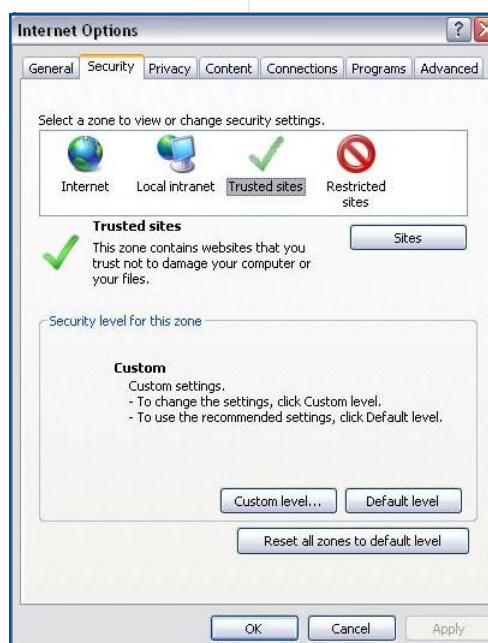 Internet Options
General Security Privacy Content Connections Programs Advanced
Select a zone to view or change security settings.
Internet Local intranet Trusted sites Restricted sites
Trusted sites
Sites
This zone contains websites that you
trust not to damage your computer or
your files.
Security level for this zone
Custom
Custom settings.
- To change the settings, click Custom level.
- To use the recommended settings, click Default level.
Custom level... Default level
Reset all zones to default level
OK Cancel Apply